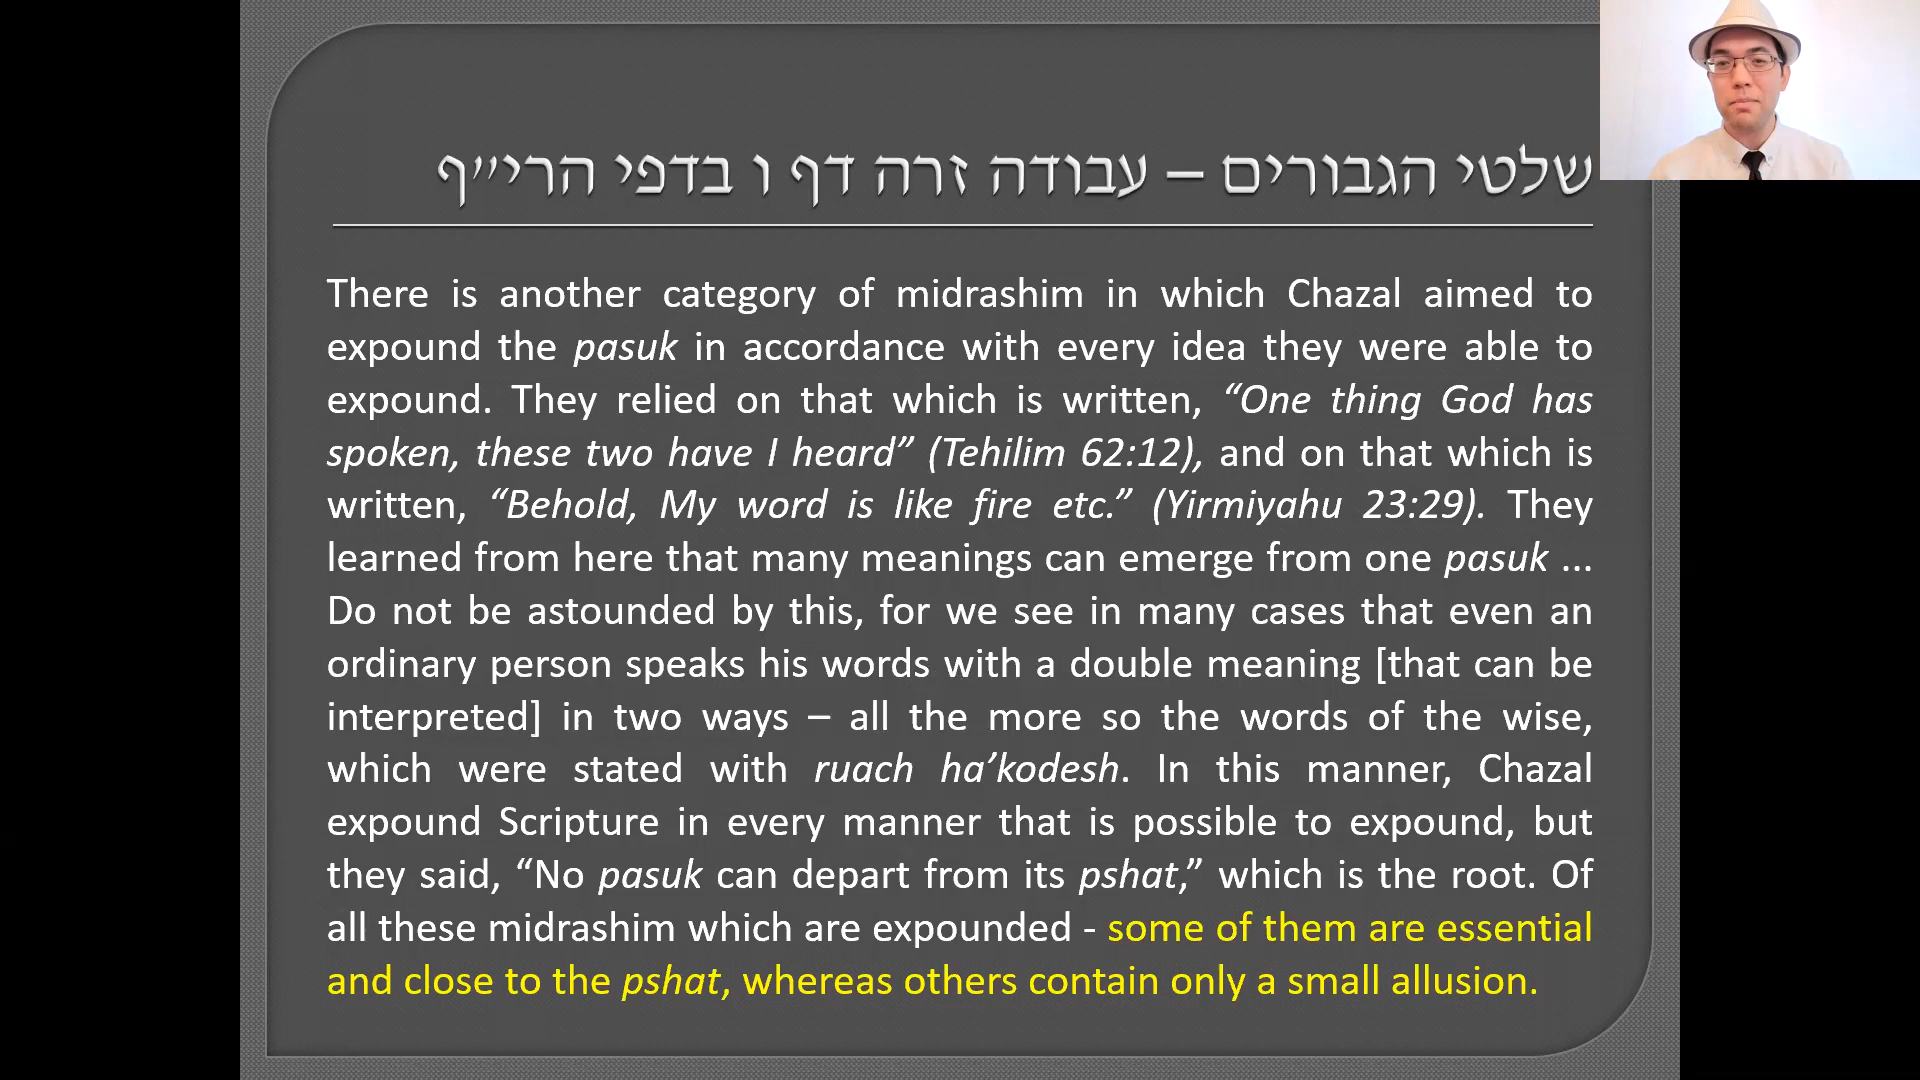 שלטי הגבורים – עבודה זרה דף ו בדפי הרי״ף
There is another category of midrashim in which Chazal aimed to
expound the pasuk in accordance with every idea they were able to
expound. They relied on that which is written, “One thing God has
spoken, these two have I heard” (Tehilim 62:12), and on that which is
written, “Behold, My word is like fire etc.” (Yirmiyahu 23:29). They
learned from here that many meanings can emerge from one pasuk ...
Do not be astounded by this, for we see in many cases that even an
ordinary person speaks his words with a double meaning [that can be
interpreted] in two ways – all the more so the words of the wise,
which were stated with ruach ha’kodesh. In this manner, Chazal
expound Scripture in every manner that is possible to expound, but
they said, “No pasuk can depart from its pshat,” which is the root. Of
all these midrashim which are expounded - some of them are essential
and close to the pshat, whereas others contain only a small allusion.